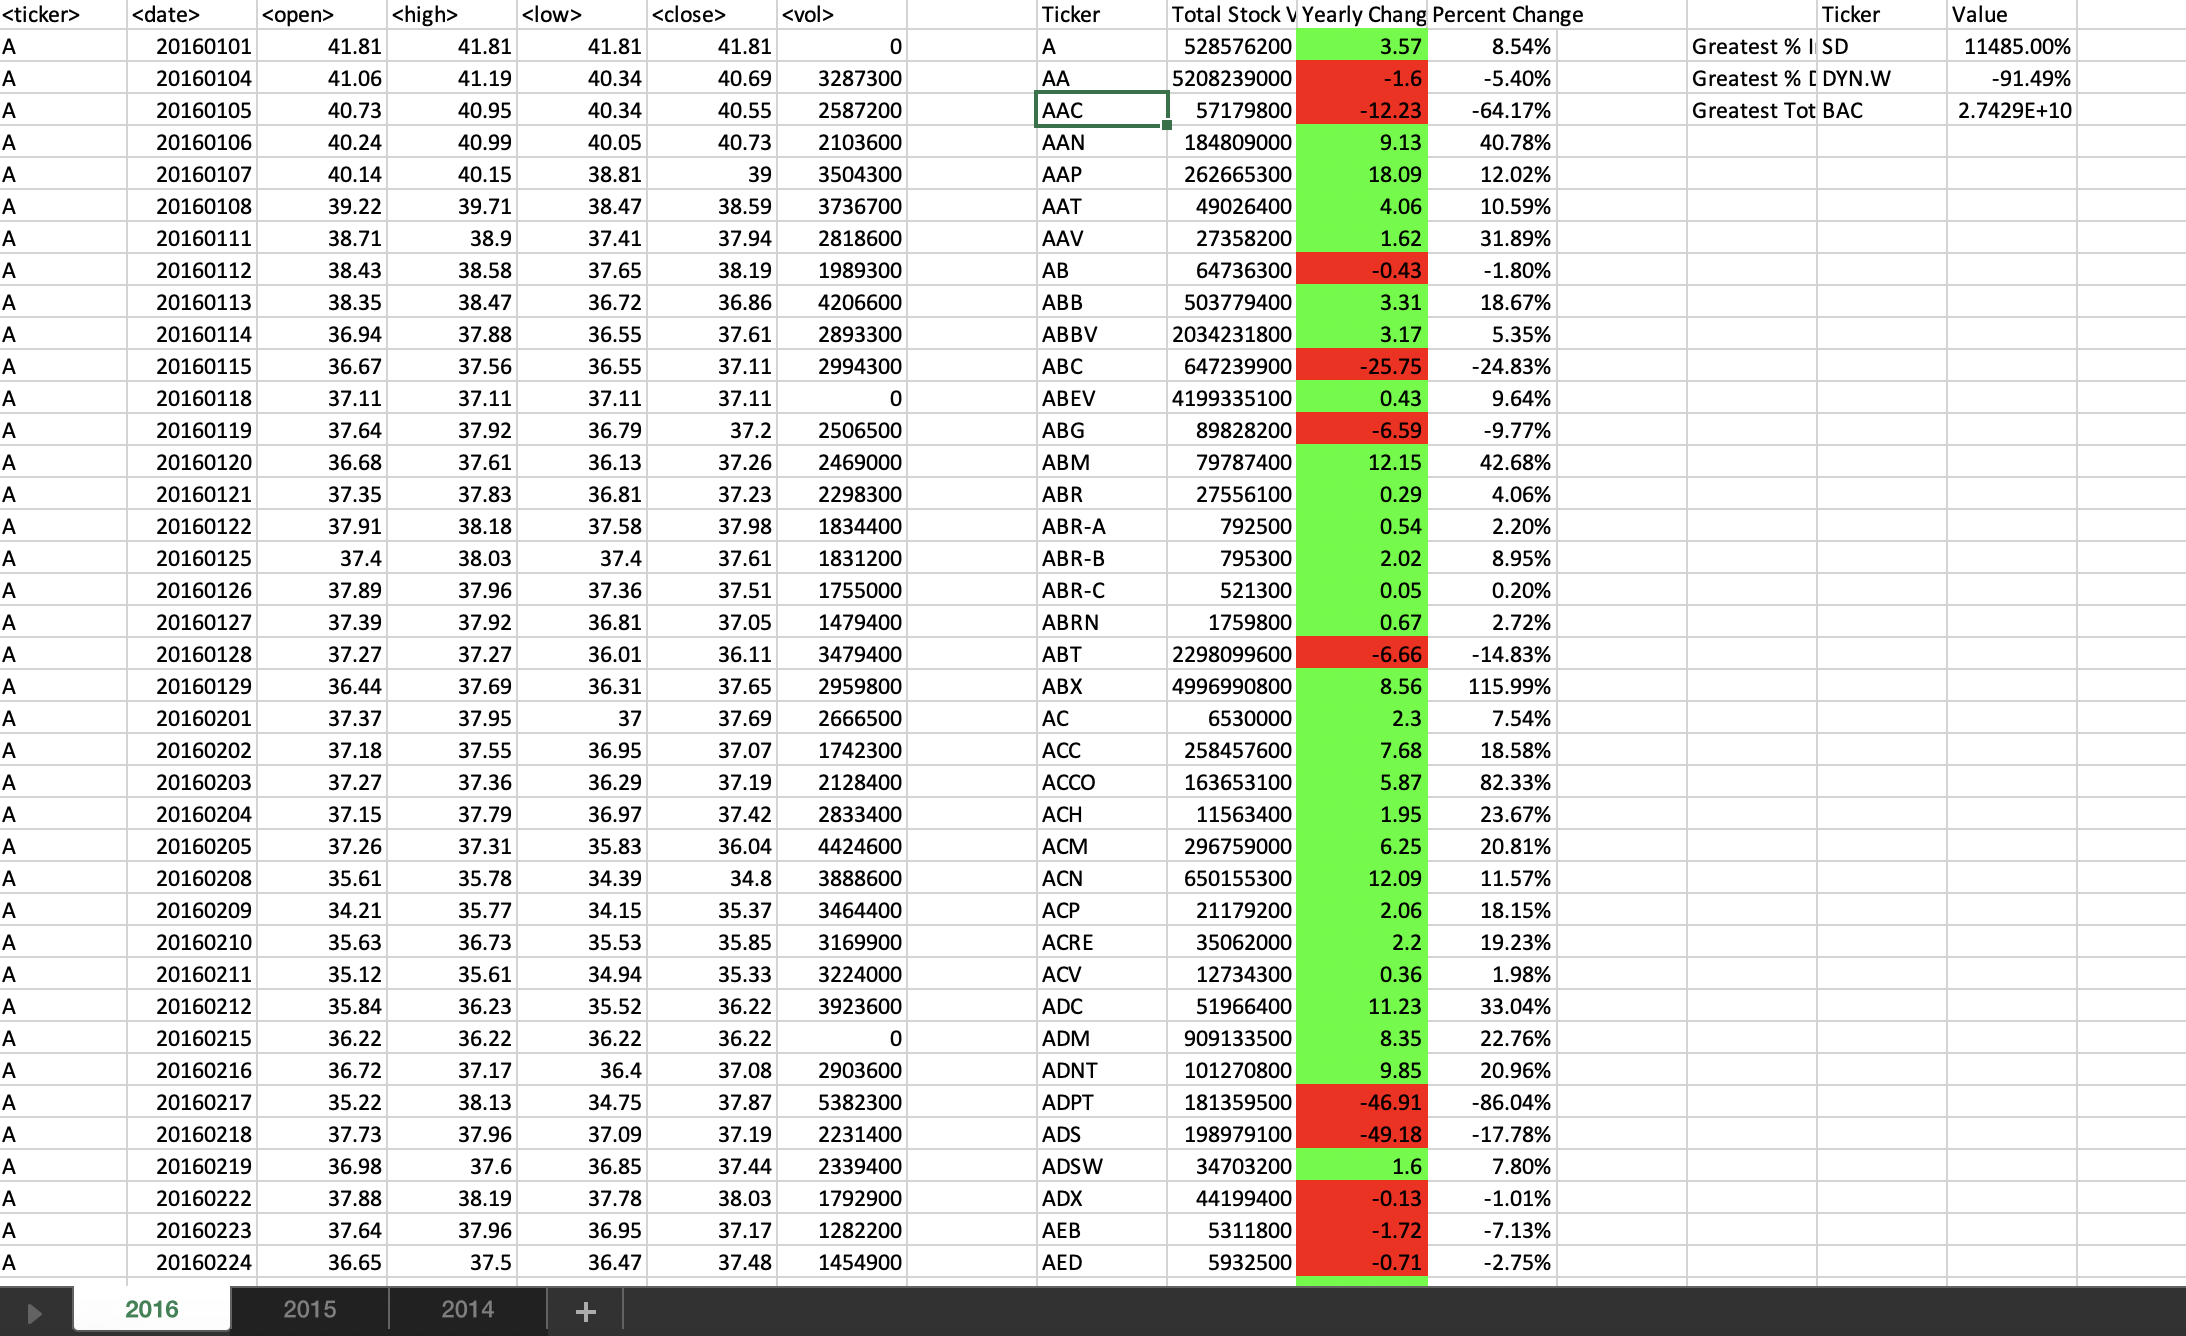 <ticker> <date> <open> <high> <low> <close> <vol> Ticker Total Stock V Yearly Chang Percent Change Ticker Value
A 20160101 41.81 41.81 41.81 41.81 0 A 528576200 3.57 8.54% Greatest % I SD 11485.00%
A 20160104 41.06 41.19 40.34 40.69 3287300 AA 5208239000 -1.6 -5.40% Greatest % D DYN.W -91.49%
A 20160105 40.73 40.95 40.34 40.55 2587200 AAC 57179800 -12.23 -64.17% Greatest Tot BAC 2.7429E+10
A 20160106 40.24 40.99 40.05 40.73 2103600 AAN 184809000 9.13 40.78%
A 20160107 40.14 40.15 38.81 39 3504300 AAP 262665300 18.09 12.02%
A 20160108 39.22 39.71 38.47 38.59 3736700 AAT 49026400 4.06 10.59%
A 20160111 38.71 38.9 37.41 37.94 2818600 AAV 27358200 1.62 31.89%
A 20160112 38.43 38.58 37.65 38.19 1989300 AB 64736300 -0.43 -1.80%
A 20160113 38.35 38.47 36.72 36.86 4206600 ABB 503779400 3.31 18.67%
A 20160114 36.94 37.88 36.55 37.61 2893300 ABBV 2034231800 3.17 5.35%
A 20160115 36.67 37.56 36.55 37.11 2994300 ABC 647239900 -25.75 -24.83%
A 20160118 37.11 37.11 37.11 37.11 0 ABEV 4199335100 0.43 9.64%
A 20160119 37.64 37.92 36.79 37.2 2506500 ABG 89828200 -6.59 -9.77%
A 20160120 36.68 37.61 36.13 37.26 2469000 ABM 79787400 12.15 42.68%
A 20160121 37.35 37.83 36.81 37.23 2298300 ABR 27556100 0.29 4.06%
A 20160122 37.91 38.18 37.58 37.98 1834400 ABR-A 792500 0.54 2.20%
A 20160125 37.4 38.03 37.4 37.61 1831200 ABR-B 795300 2.02 8.95%
A 20160126 37.89 37.96 37.36 37.51 1755000 ABR-C 521300 0.05 0.20%
A 20160127 37.39 37.92 36.81 37.05 1479400 ABRN 1759800 0.67 2.72%
A 20160128 37.27 37.27 36.01 36.11 3479400 ABT 2298099600 -6.66 -14.83%
A 20160129 36.44 37.69 36.31 37.65 2959800 ABX 4996990800 8.56 115.99%
A 20160201 37.37 37.95 37 37.69 2666500 AC 6530000 2.3 7.54%
A 20160202 37.18 37.55 36.95 37.07 1742300 ACC 258457600 7.68 18.58%
A 20160203 37.27 37.36 36.29 37.19 2128400 ACCO 163653100 5.87 82.33%
A 20160204 37.15 37.79 36.97 37.42 2833400 ACH 11563400 1.95 23.67%
A 20160205 37.26 37.31 35.83 36.04 4424600 ACM 296759000 6.25 20.81%
A 20160208 35.61 35.78 34.39 34.8 3888600 ACN 650155300 12.09 11.57%
A 20160209 34.21 35.77 34.15 35.37 3464400 ACP 21179200 2.06 18.15%
A 20160210 35.63 36.73 35.53 35.85 3169900 ACRE 35062000 2.2 19.23%
A 20160211 35.12 35.61 34.94 35.33 3224000 ACV 12734300 0.36 1.98%
A 20160212 35.84 36.23 35.52 36.22 3923600 ADC 51966400 11.23 33.04%
A 20160215 36.22 36.22 36.22 36.22 0 ADM 909133500 8.35 22.76%
A 20160216 36.72 37.17 36.4 37.08 2903600 ADNT 101270800 9.85 20.96%
A 20160217 35.22 38.13 34.75 37.87 5382300 ADPT 181359500 -46.91 -86.04%
A 20160218 37.73 37.96 37.09 37.19 2231400 ADS 198979100 -49.18 -17.78%
A 20160219 36.98 37.6 36.85 37.44 2339400 ADSW 34703200 1.6 7.80%
A 20160222 37.88 38.19 37.78 38.03 1792900 ADX 44199400 -0.13 -1.01%
A 20160223 37.64 37.96 36.95 37.17 1282200 AEB 5311800 -1.72 -7.13%
A 20160224 36.65 37.5 36.47 37.48 1454900 AED 5932500 -0.71 -2.75%
2016 2015 2014 +